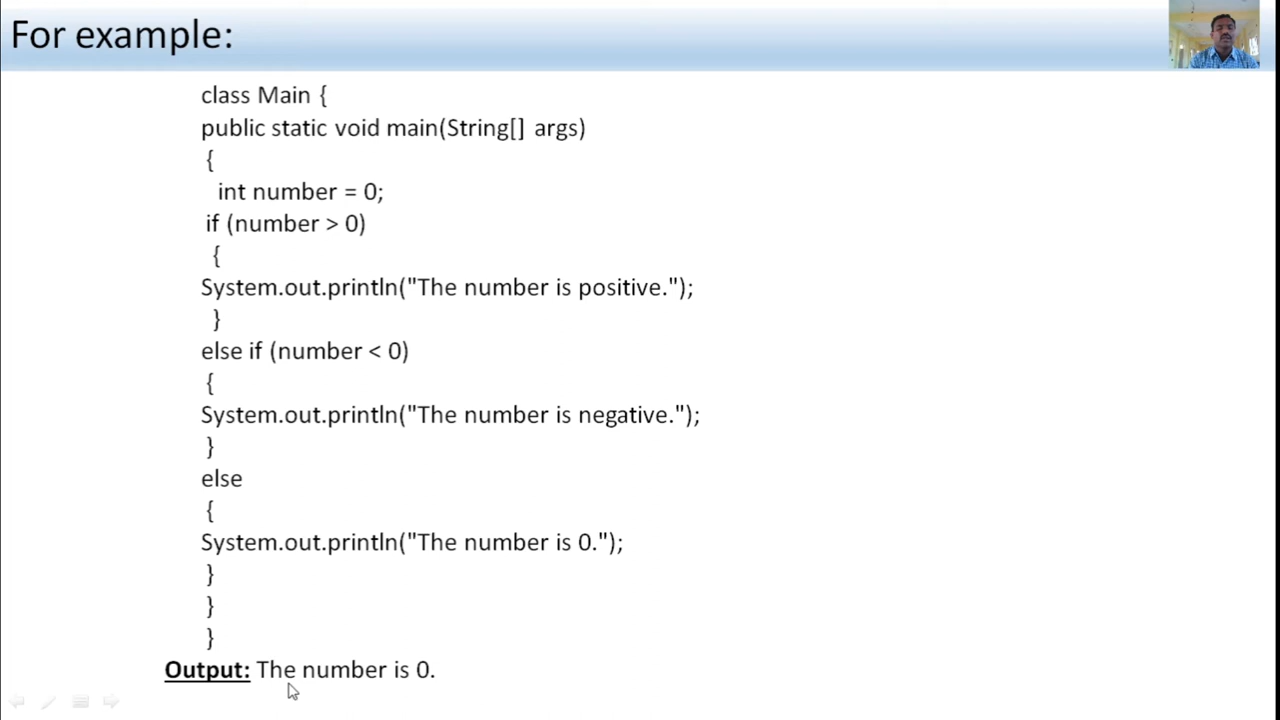 For example:
class Main {
public static void main(String[] args)
{
int number = 0;
if (number > 0)
{
System.out.println("The number is positive.");
}
else if (number < 0)
{
System.out.println("The number is negative.");
}
else
{
System.out.println("The number is 0.");
}
}
}
Output: The number is 0.